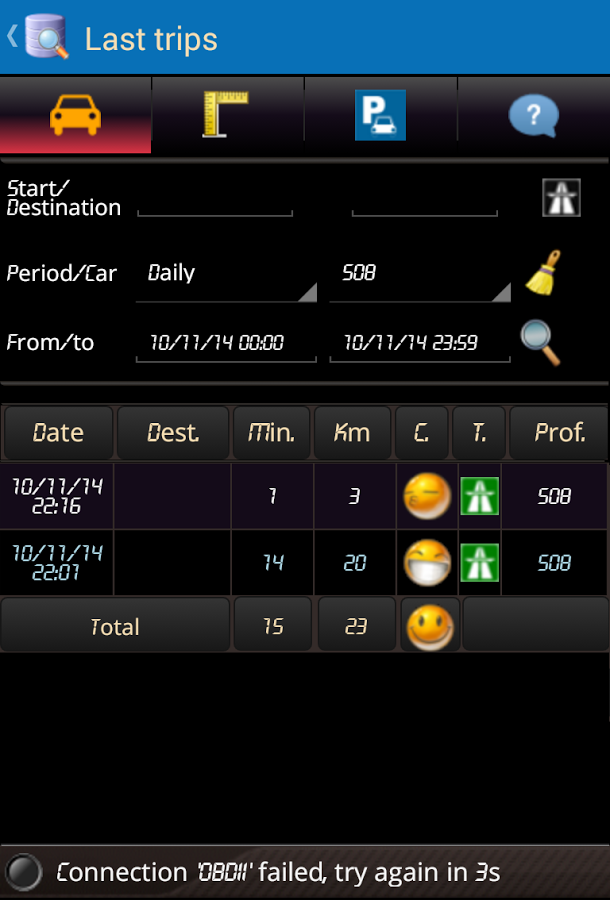 Last trips
P
?
Start/
Destination
Period/Car Daily 508
From/to 10/11/14 00:00 10/11/14 23:59
Date Dest. Min. Km C. T. Prof.
10/11/14
22:16
1 3 508
10/11/14
22:01
14 20 508
Total 15 23
Connection 'OBDII' failed, try again in 3s